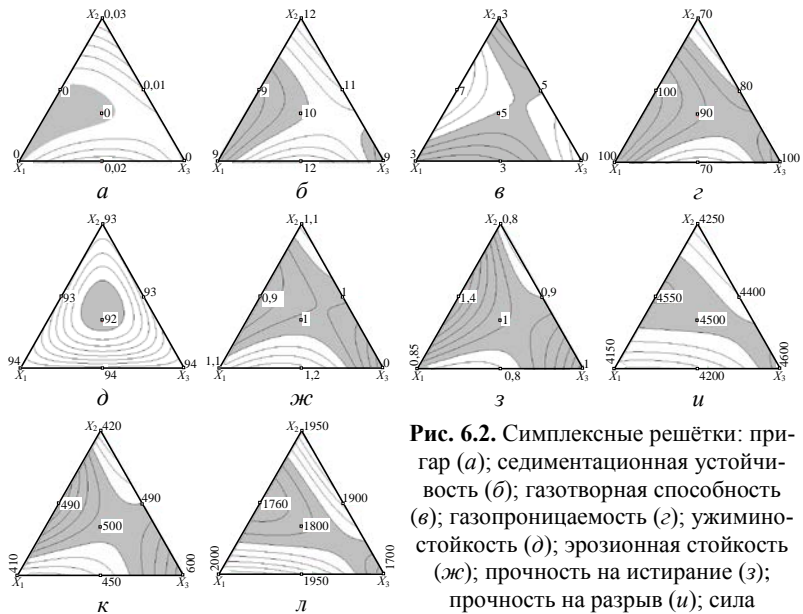 X₂ 0,03
0 0,01
0
0 0,02 0
X₁ X₃
а
X₂ 12
9 11
10
9 12 9
X₁ X₃
б
X₂ 3
7 5
5
3 3 0
X₁ X₃
в
X₂ 70
100 80
90
100 70 100
X₁ X₃
г
X₂ 93
93 93
92
94 94 94
X₁ X₃
д
X₂ 1,1
0,9 1
1
1,1 1,2 0
X₁ X₃
ж
X₂ 0,8
1,4 0,9
1
0,85 0,8 1
X₁ X₃
з
X₂ 4250
4550 4400
4500
4150 4200 4600
X₁ X₃
и
X₂ 420
490 490
500
410 450 600
X₁ X₃
к
X₂ 1950
1760 1900
1800
2000 1950 1700
X₁ X₃
л
Рис. 6.2. Симплексные решётки: при-
гар (а); седиментационная устойчи-
вость (б); газотворная способность
(в); газопроницаемость (г); ужимино-
стойкость (д); эрозионная стойкость
(ж); прочность на истирание (з);
прочность на разрыв (и); сила